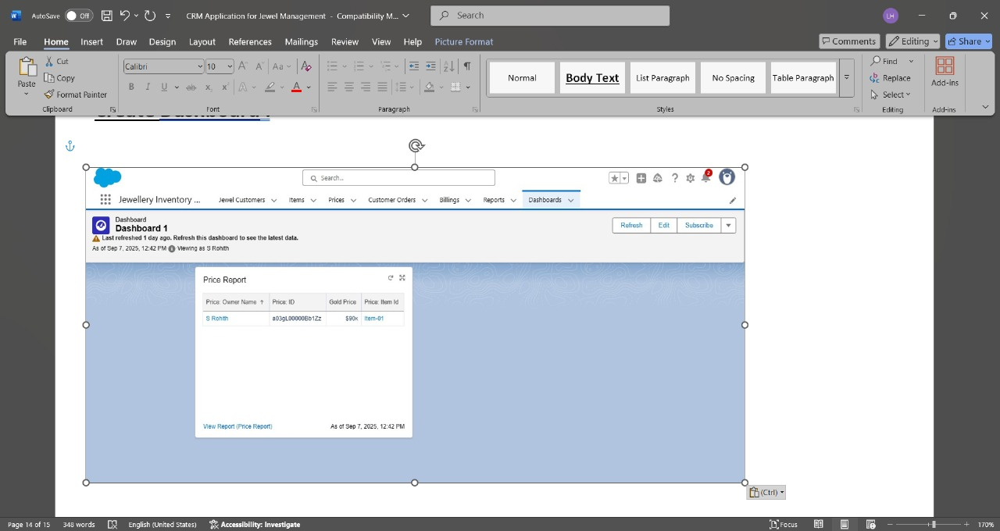 AutoSave Off CRM Application for Jewel Management - Compatibility M... Search LH
File Home Insert Draw Design Layout References Mailings Review View Help Picture Format Comments Editing Share
Paste Cut Copy Format Painter
Clipboard
Calibri 10
Font
Paragraph
Normal Body Text List Paragraph No Spacing Table Paragraph
Styles
Find Replace Select
Editing
Add-ins
Add-ins
Search...
2
Jewellery Inventory ... Jewel Customers Items Prices Customer Orders Billings Reports Dashboards
Dashboard
Dashboard 1
Last refreshed 1 day ago. Refresh this dashboard to see the latest data.
As of Sep 7, 2025, 12:42 PM Viewing as S Rohith
Refresh Edit Subscribe
Price Report
Price: Owner Name ↑ Price: ID Gold Price Price: Item Id
S Rohith a03gL00000Bb1Zz $90K Item-01
View Report (Price Report) As of Sep 7, 2025, 12:42 PM
(Ctrl)
Page 14 of 15 348 words English (United States) Accessibility: Investigate Focus 170%